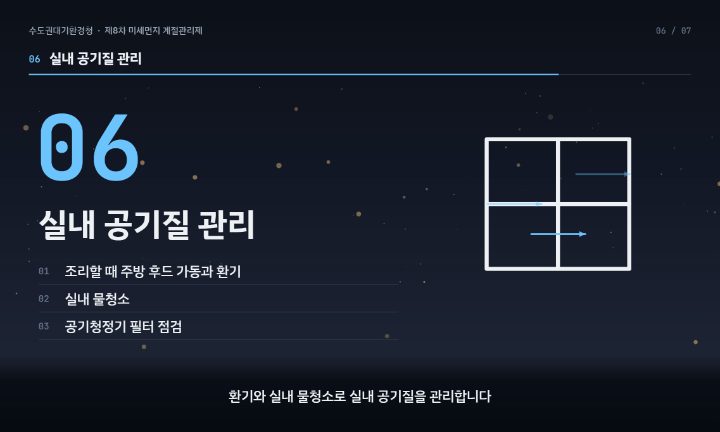 수도권대기환경청 · 제8차 미세먼지 계절관리제
06 / 07
06 실내 공기질 관리
06
실내 공기질 관리
01 조리할 때 주방 후드 가동과 환기
02 실내 물청소
03 공기청정기 필터 점검
환기와 실내 물청소로 실내 공기질을 관리합니다